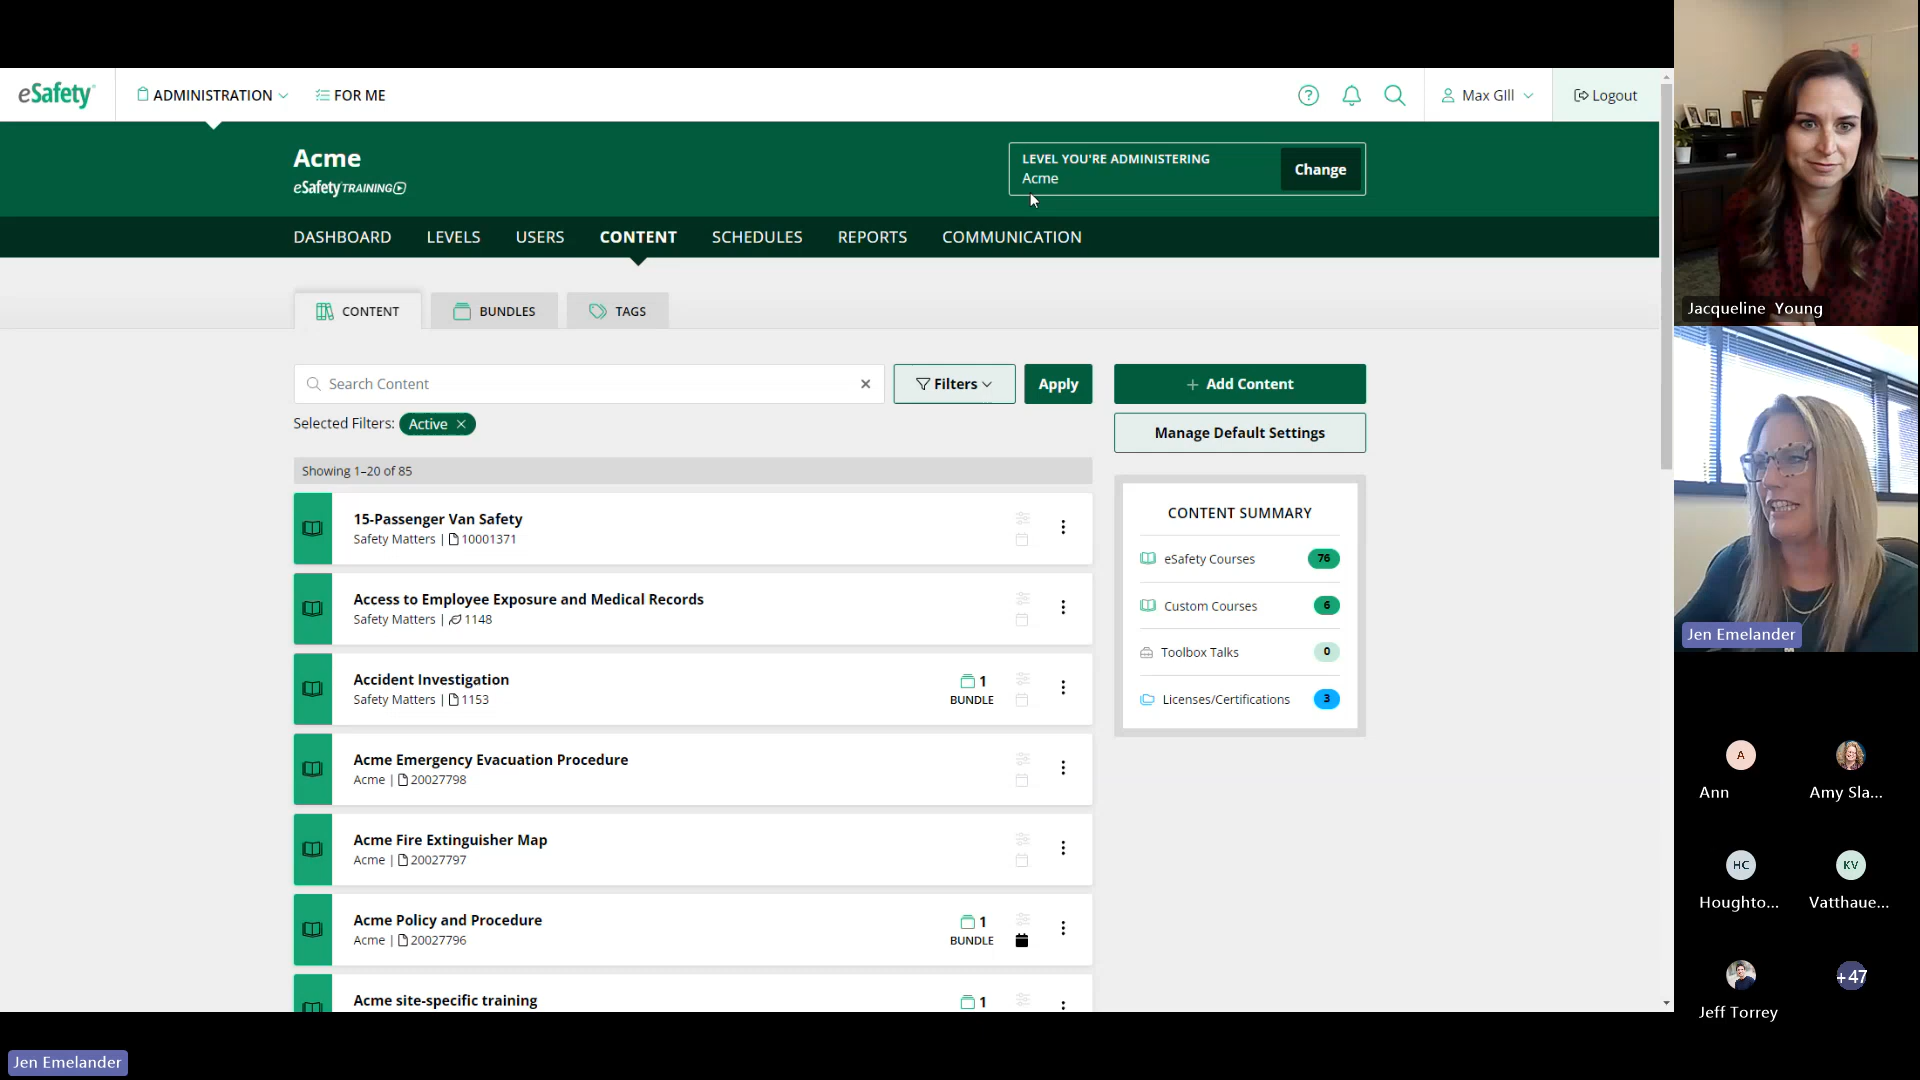 eSafety
ADMINISTRATION
FOR ME
Max GIll
Logout
Acme
eSafety TRAINING
LEVEL YOU'RE ADMINISTERING
Acme
Change
DASHBOARD
LEVELS
USERS
CONTENT
SCHEDULES
REPORTS
COMMUNICATION
CONTENT
BUNDLES
TAGS
Search Content
Filters
Apply
Add Content
Selected Filters: Active
Manage Default Settings
Showing 1–20 of 85
15-Passenger Van Safety
Safety Matters | 10001371
Access to Employee Exposure and Medical Records
Safety Matters | 1148
Accident Investigation
Safety Matters | 1153
1
BUNDLE
Acme Emergency Evacuation Procedure
Acme | 20027798
Acme Fire Extinguisher Map
Acme | 20027797
Acme Policy and Procedure
Acme | 20027796
1
BUNDLE
Acme site-specific training
1
CONTENT SUMMARY
eSafety Courses 76
Custom Courses 6
Toolbox Talks 0
Licenses/Certifications 3
Jacqueline Young
Jen Emelander
A
Ann
Amy Sla...
HC
Houghto...
KV
Vatthaue...
Jeff Torrey
+47
Jen Emelander